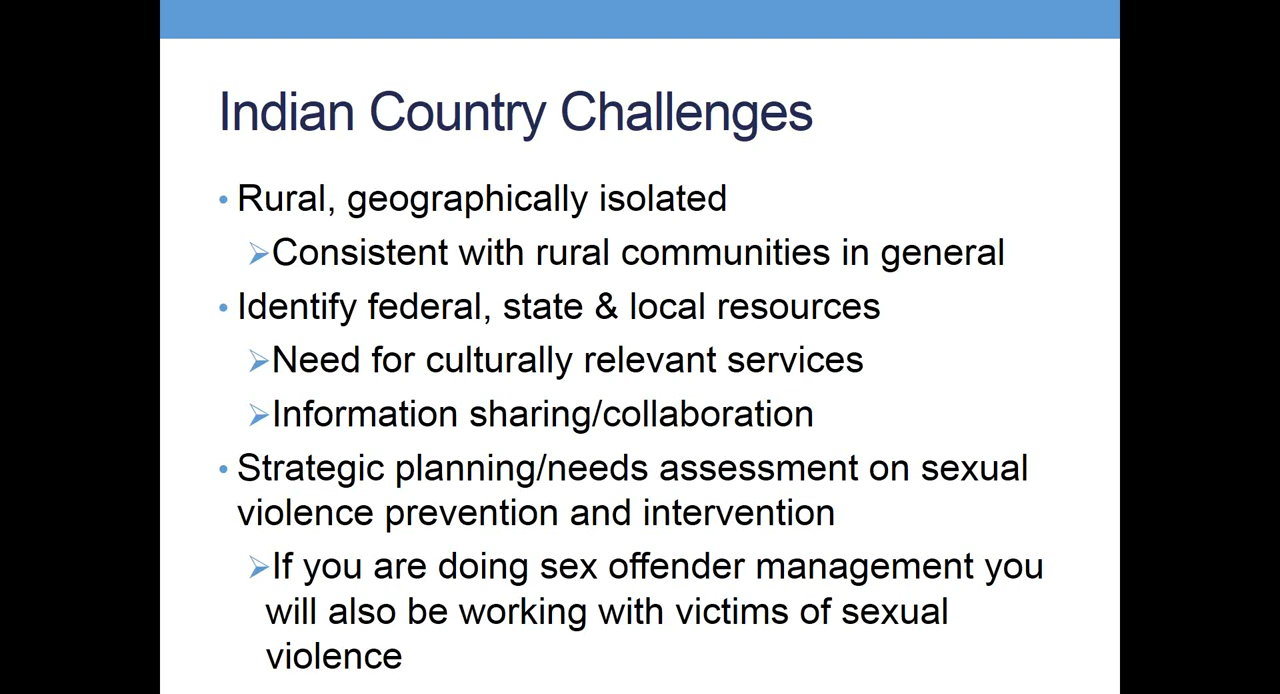 Indian Country Challenges
• Rural, geographically isolated
➢Consistent with rural communities in general
• Identify federal, state & local resources
➢Need for culturally relevant services
➢Information sharing/collaboration
• Strategic planning/needs assessment on sexual
violence prevention and intervention
➢If you are doing sex offender management you
will also be working with victims of sexual
violence